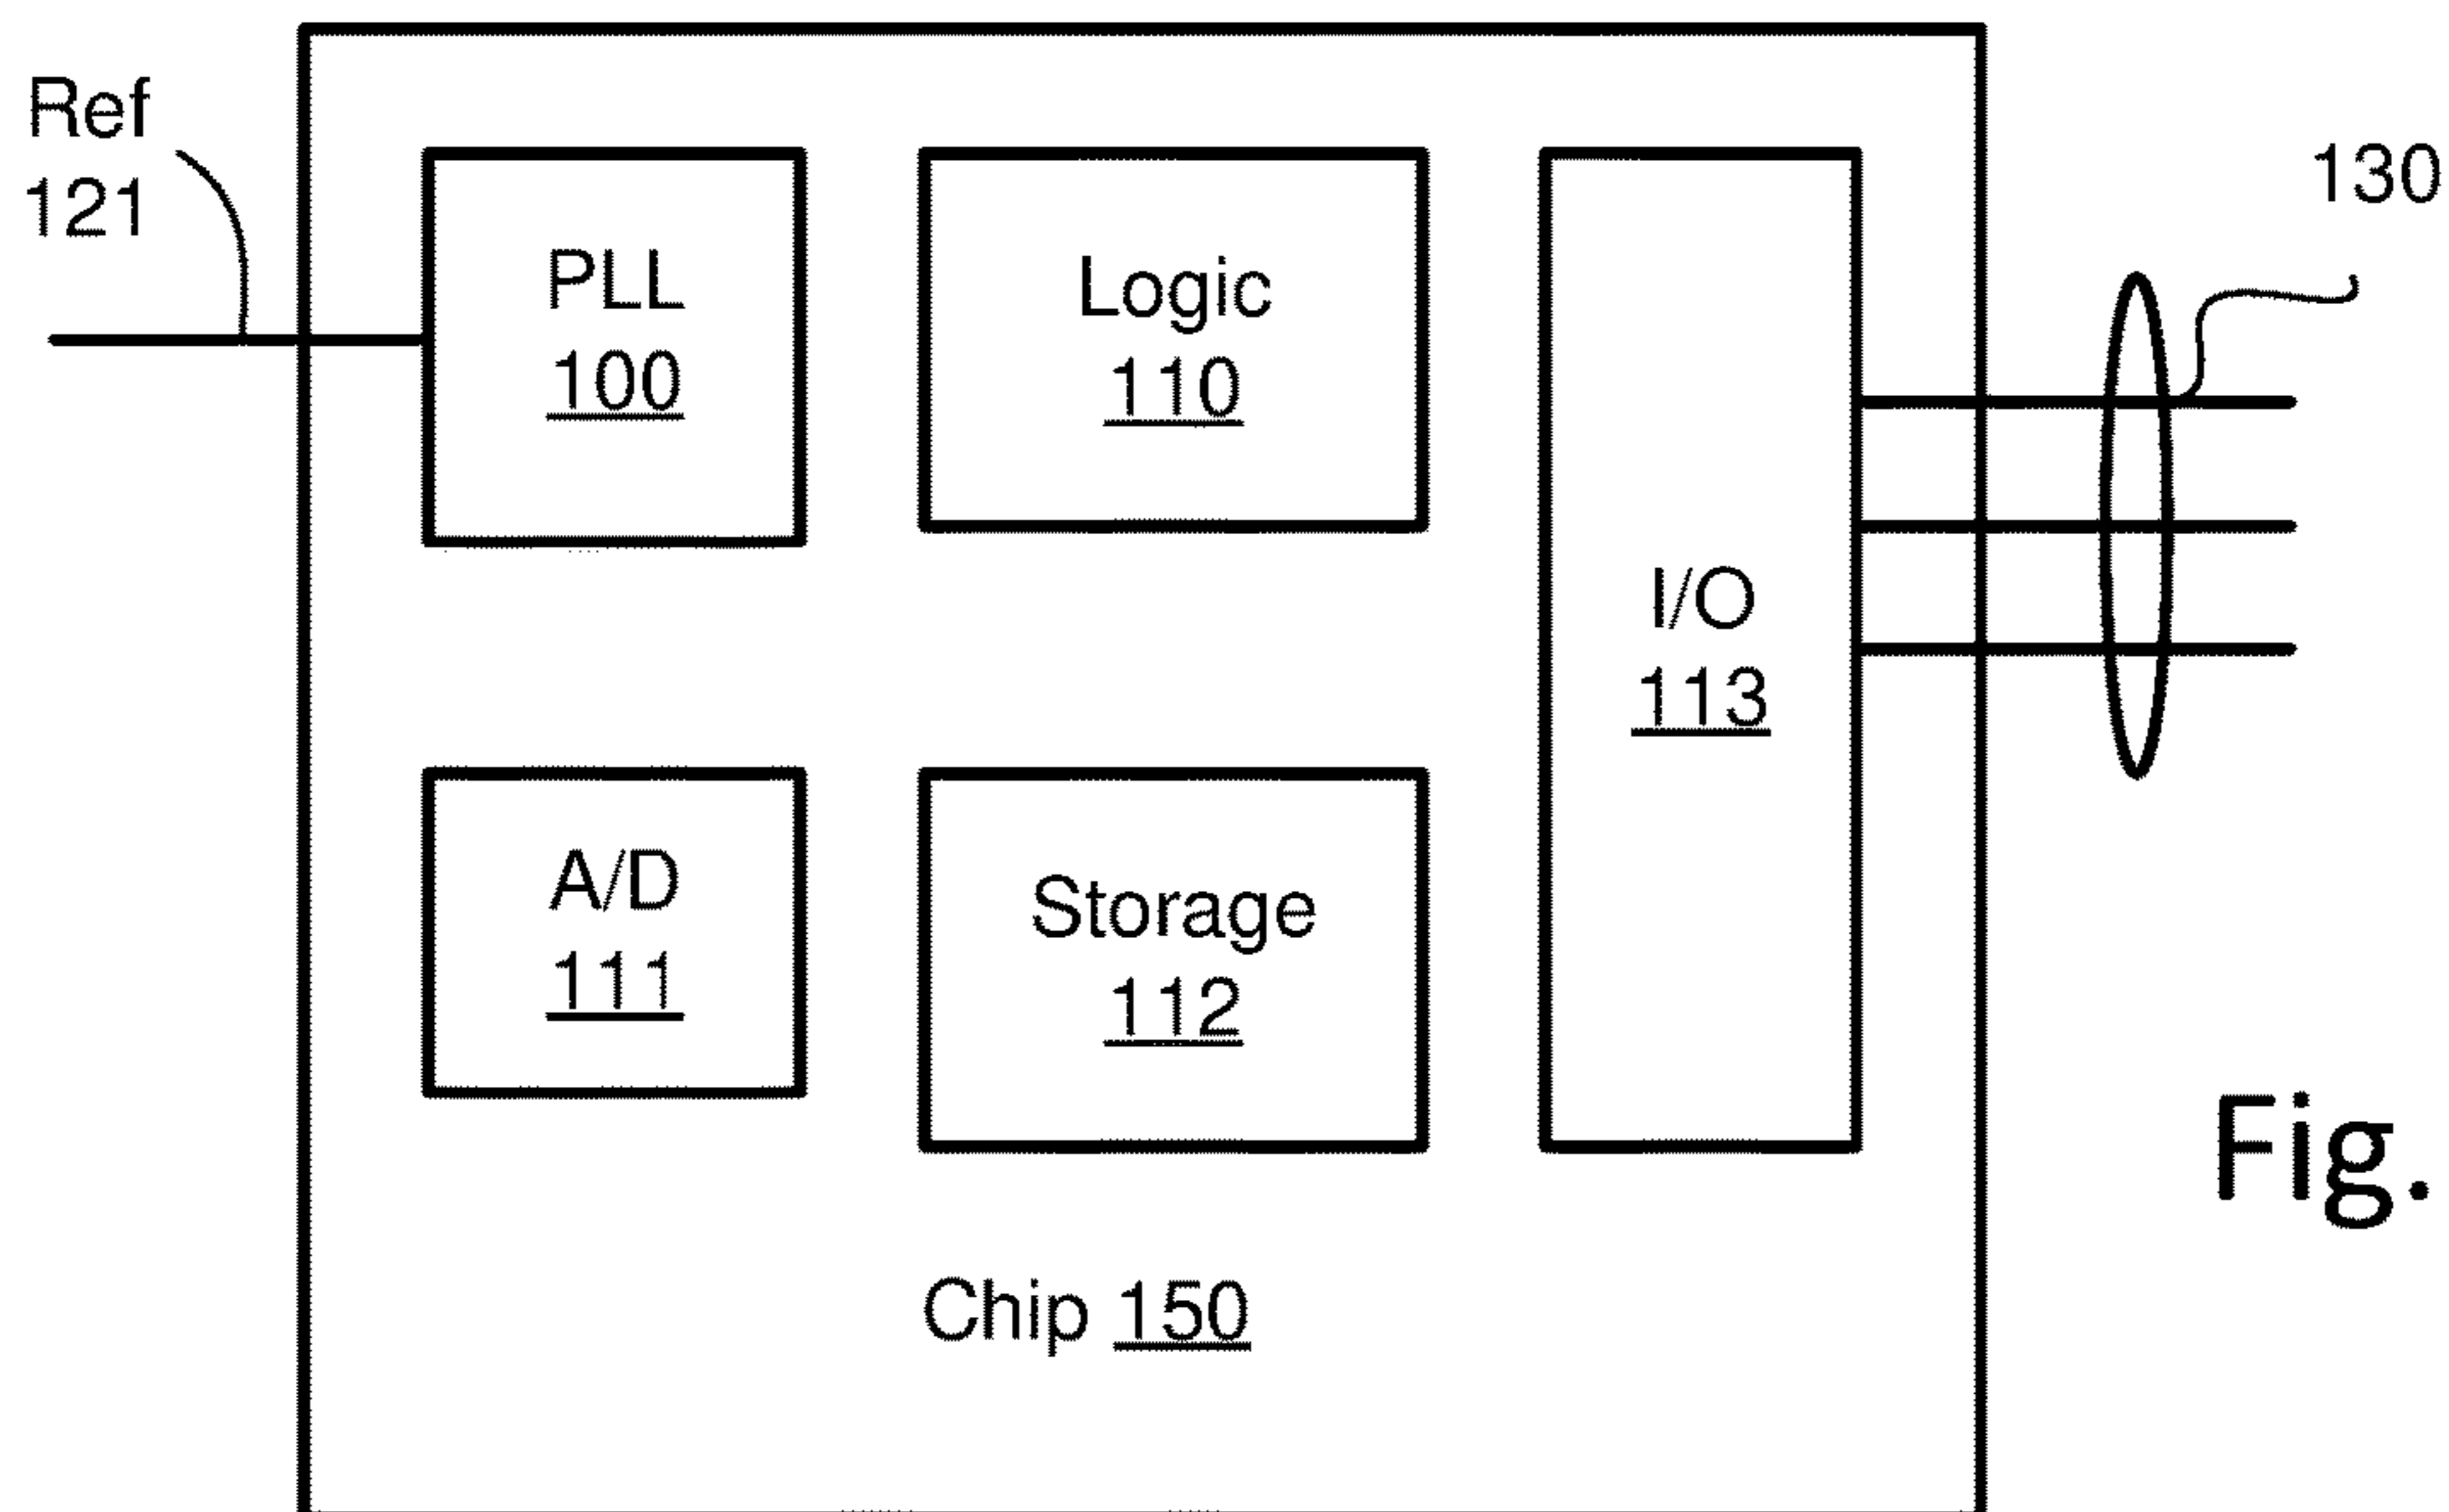 Ref
121
PLL
100
Logic
110
I/O
113
130
A/D
111
Storage
112
Chip 150
Fig.